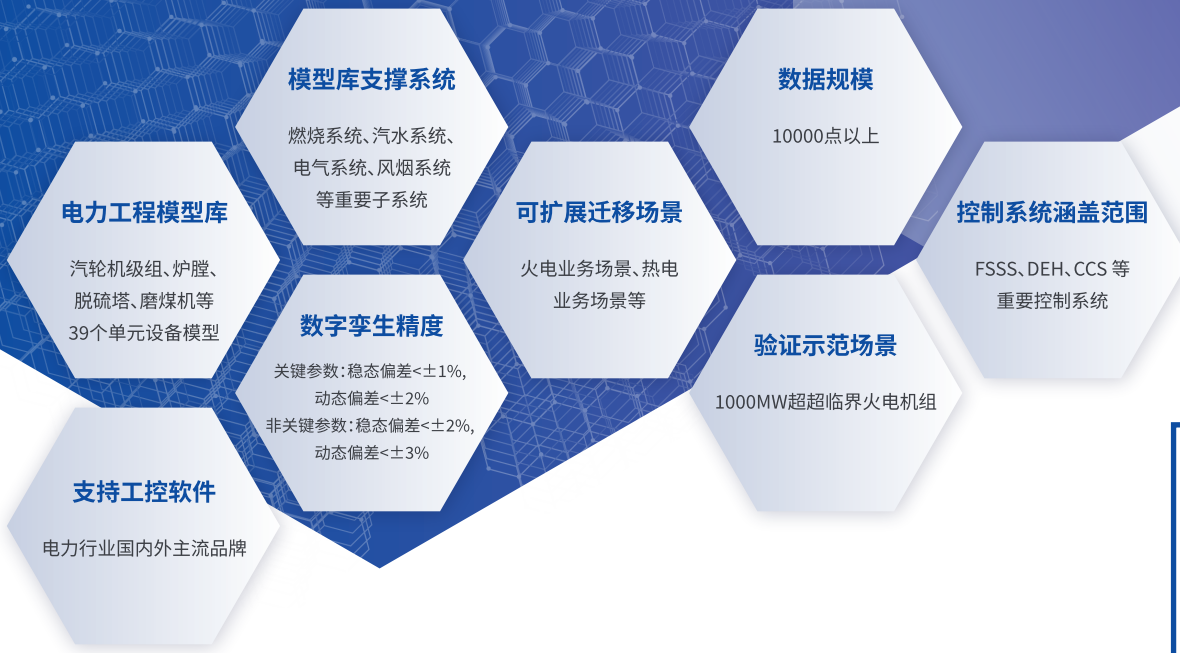 模型库支撑系统
燃烧系统、汽水系统、
电气系统、风烟系统
等重要子系统
数据规模
10000点以上
电力工程模型库
汽轮机级组、炉膛、
脱硫塔、磨煤机等
39个单元设备模型
可扩展迁移场景
火电业务场景、热电
业务场景等
控制系统涵盖范围
FSSS、DEH、CCS 等
重要控制系统
数字孪生精度
关键参数：稳态偏差<±1%,
动态偏差<±2%
非关键参数：稳态偏差<±2%,
动态偏差<±3%
验证示范场景
1000MW超超临界火电机组
支持工控软件
电力行业国内外主流品牌